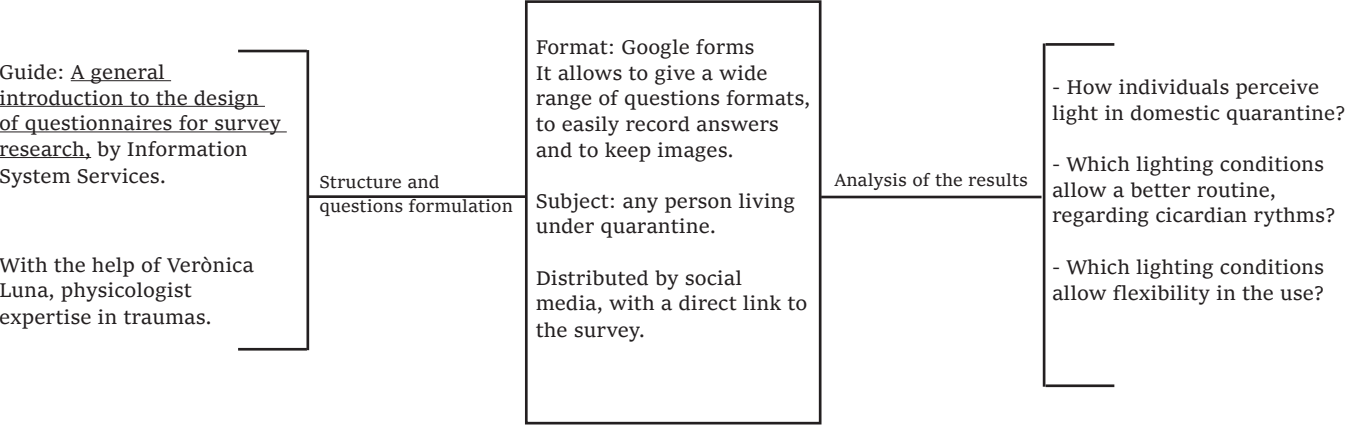 Guide: A general
introduction to the design
of questionnaires for survey
research, by Information
System Services.
With the help of Verònica
Luna, physicologist
expertise in traumas.
Structure and
questions formulation
Format: Google forms
It allows to give a wide
range of questions formats,
to easily record answers
and to keep images.
Subject: any person living
under quarantine.
Distributed by social
media, with a direct link to
the survey.
Analysis of the results
- How individuals perceive
light in domestic quarantine?
- Which lighting conditions
allow a better routine,
regarding cicardian rythms?
- Which lighting conditions
allow flexibility in the use?